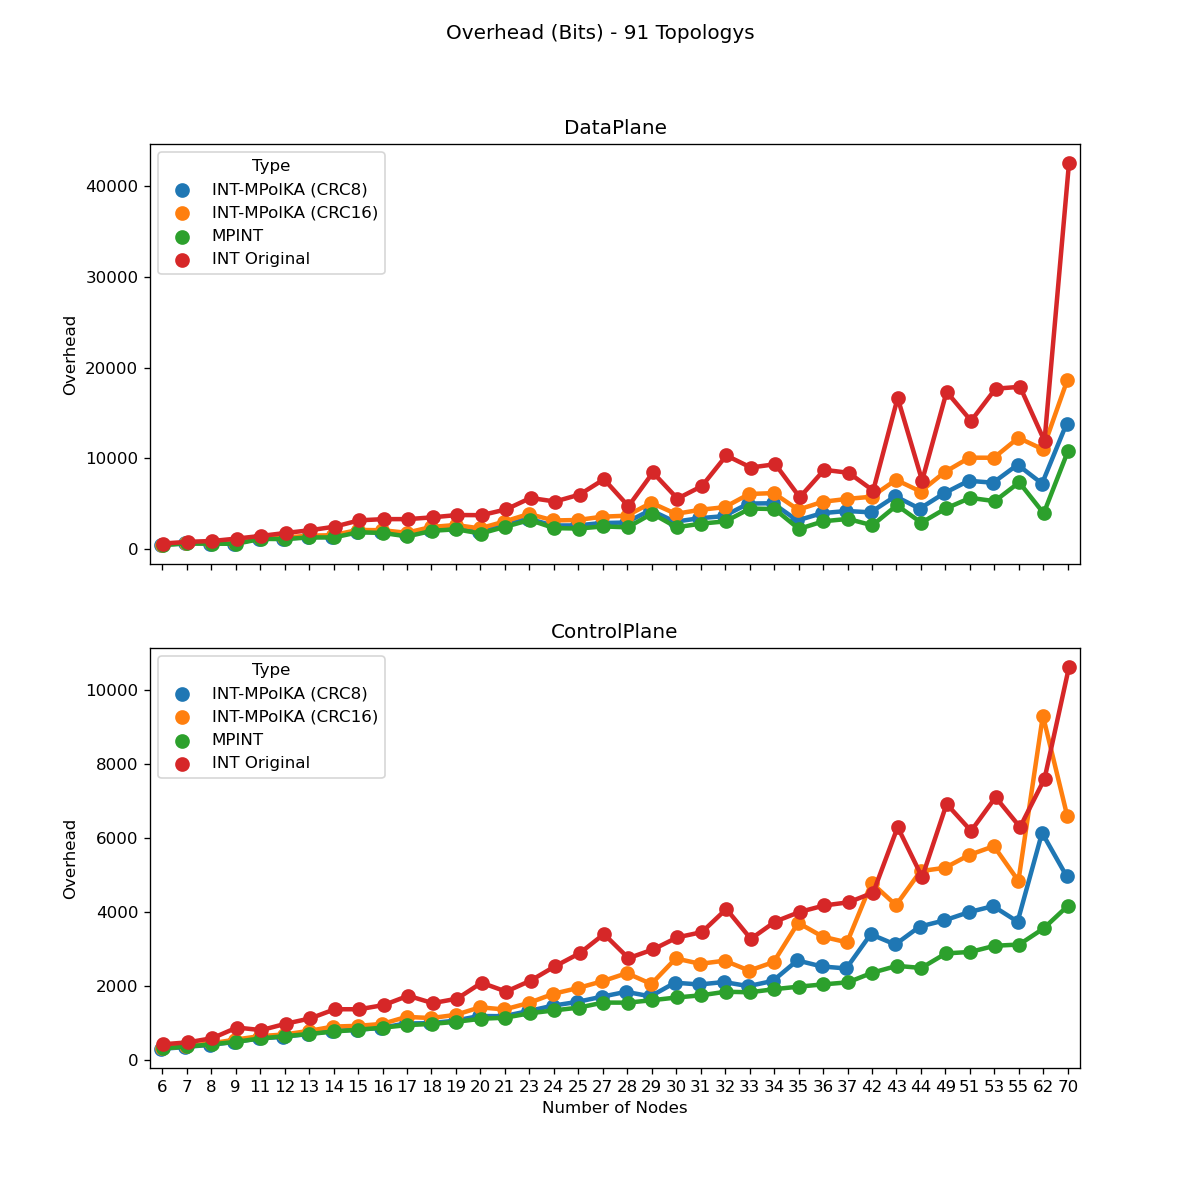 Overhead (Bits) - 91 Topologys
DataPlane
Type
INT-MPolKA (CRC8)
INT-MPolKA (CRC16)
MPINT
INT Original
Overhead
40000
30000
20000
10000
0
ControlPlane
Type
INT-MPolKA (CRC8)
INT-MPolKA (CRC16)
MPINT
INT Original
Overhead
10000
8000
6000
4000
2000
0
6 7 8 9 11 12 13 14 15 16 17 18 19 20 21 23 24 25 27 28 29 30 31 32 33 34 35 36 37 42 43 44 49 51 53 55 62 70
Number of Nodes